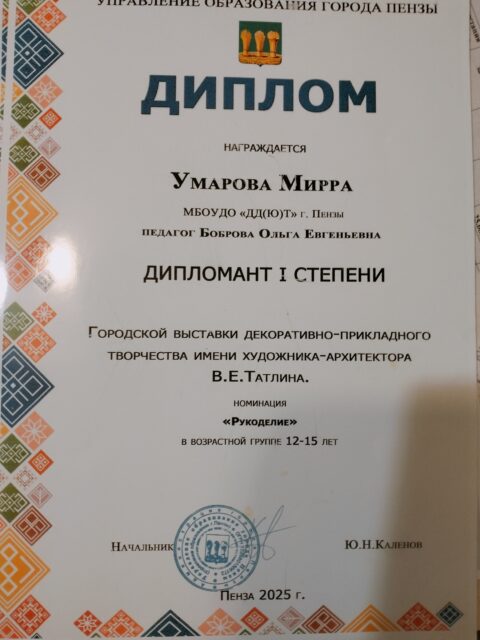 УПРАВЛЕНИЕ ОБРАЗОВАНИЯ ГОРОДА ПЕНЗЫ
ДИПЛОМ
НАГРАЖДАЕТСЯ
УМАРОВА МИРРА
МБОУДО «ДД(Ю)Т» Г. ПЕНЗЫ
ПЕДАГОГ БОБРОВА ОЛЬГА ЕВГЕНЬЕВНА
ДИПЛОМАНТ I СТЕПЕНИ
ГОРОДСКОЙ ВЫСТАВКИ ДЕКОРАТИВНО-ПРИКЛАДНОГО
ТВОРЧЕСТВА ИМЕНИ ХУДОЖНИКА-АРХИТЕКТОРА
В.Е.ТАТЛИНА.
НОМИНАЦИЯ
«РУКОДЕЛИЕ»
В ВОЗРАСТНОЙ ГРУППЕ 12-15 ЛЕТ
НАЧАЛЬНИК Ю.Н.КАЛЕНОВ
ПЕНЗА 2025 Г.